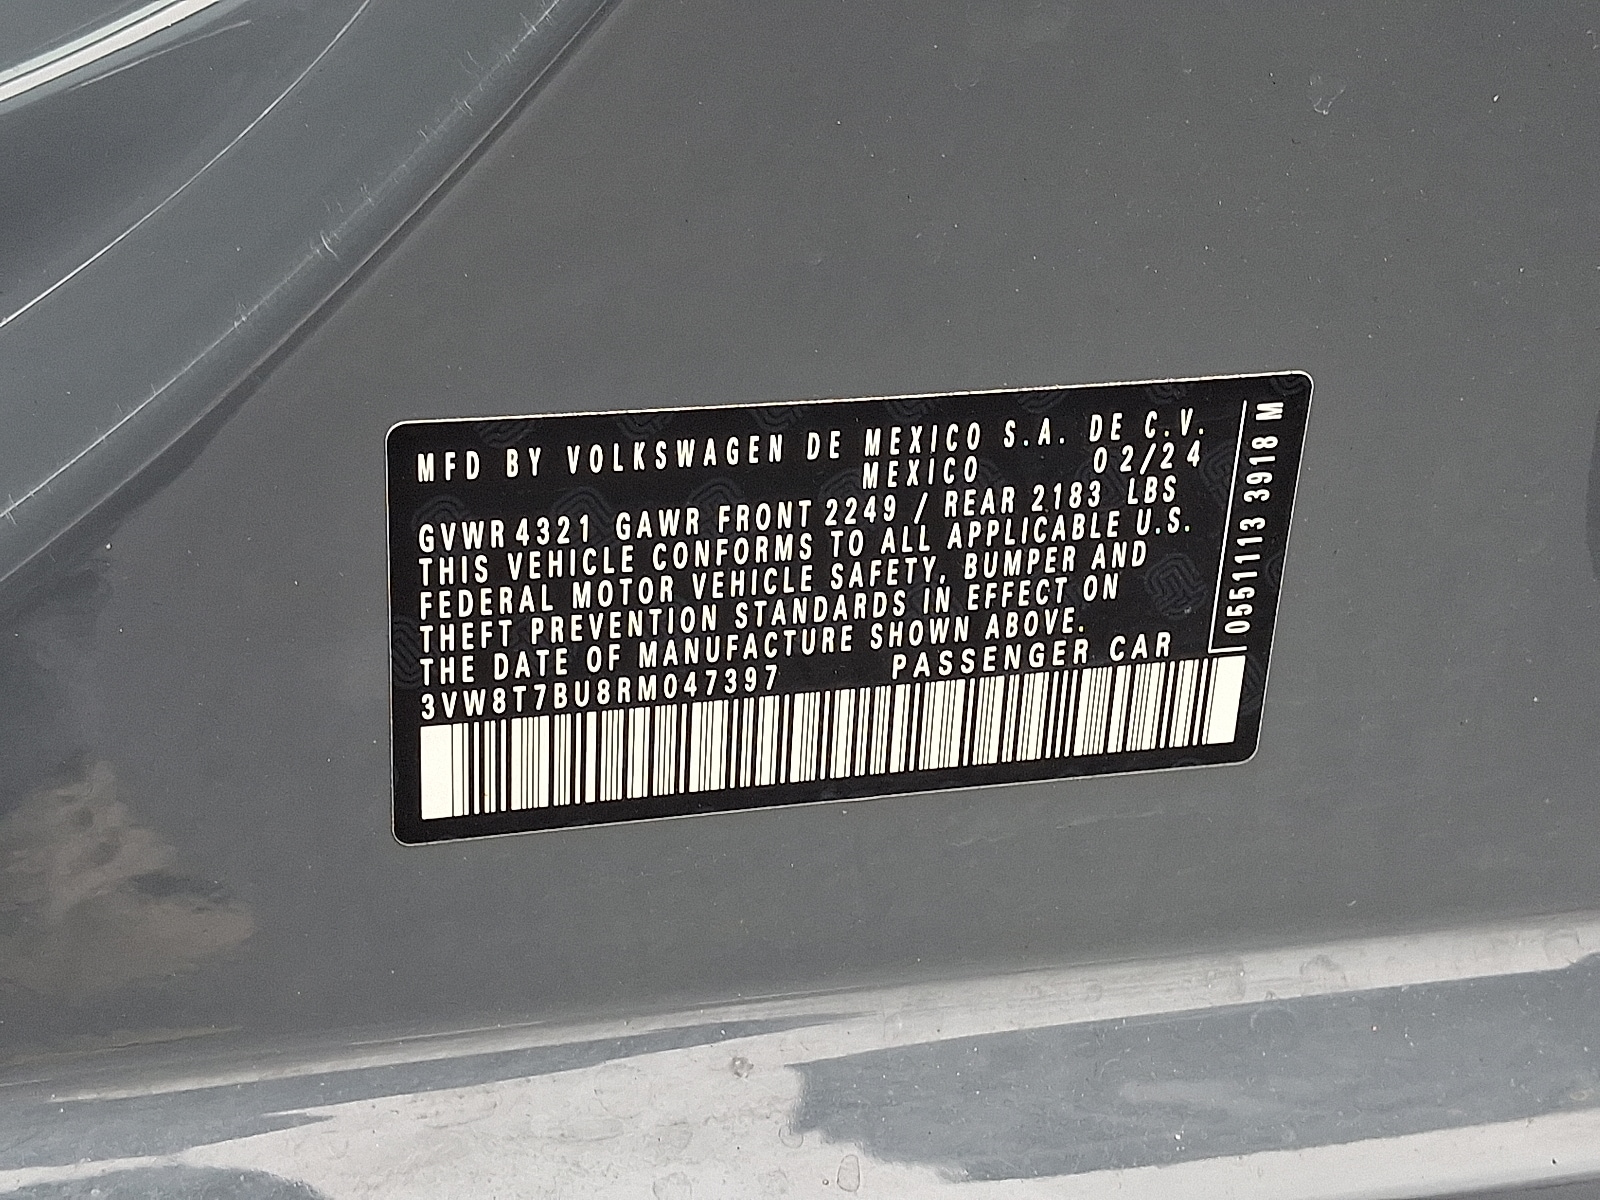 MFD BY VOLKSWAGEN DE MEXICO S.A. DE C.V.
MEXICO 02/24
GVWR 4321 GAWR FRONT 2249 / REAR 2183 LBS
THIS VEHICLE CONFORMS TO ALL APPLICABLE U.S.
FEDERAL MOTOR VEHICLE SAFETY, BUMPER AND
THEFT PREVENTION STANDARDS IN EFFECT ON
THE DATE OF MANUFACTURE SHOWN ABOVE.
3VW8T7BU8RM047397 PASSENGER CAR
0551113 3918 M